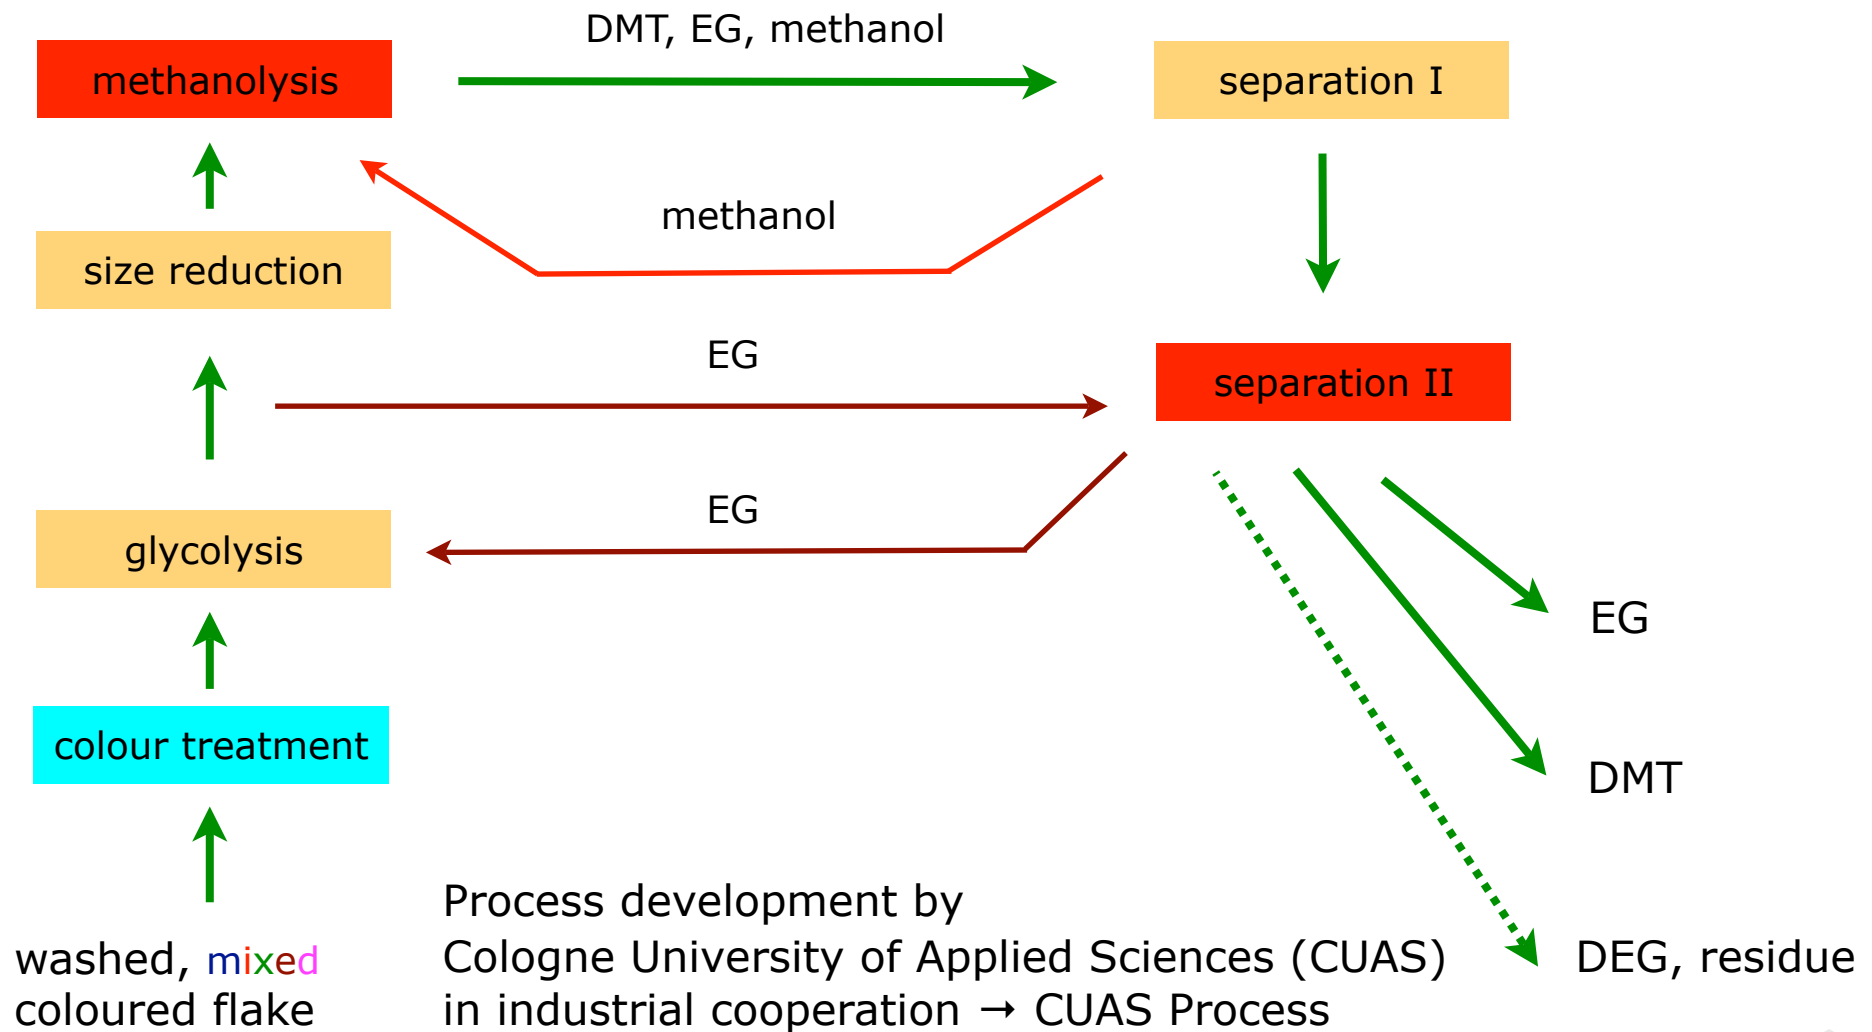 DMT, EG, methanol
methanolysis
separation I
methanol
size reduction
EG
separation II
EG
glycolysis
EG
colour treatment
DMT
Process development by
washed, mixed
Cologne University of Applied Sciences (CUAS)
DEG, residue
coloured flake
in industrial cooperation → CUAS Process